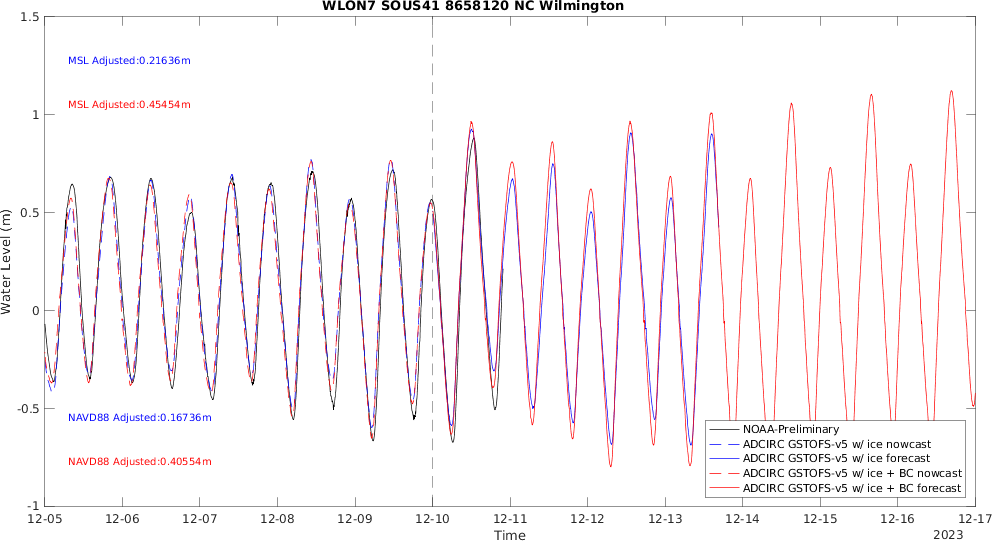 WLON7 SOUS41 8658120 NC Wilmington
1.5
MSL Adjusted:0.21636m
MSL Adjusted:0.45454m
1
0.5
Water Level (m)
0
-0.5
NAVD88 Adjusted:0.16736m
NAVD88 Adjusted:0.40554m
NOAA-Preliminary
ADCIRC GSTOFS-v5 w/ ice nowcast
ADCIRC GSTOFS-v5 w/ ice forecast
ADCIRC GSTOFS-v5 w/ ice + BC nowcast
ADCIRC GSTOFS-v5 w/ ice + BC forecast
-1
12-05 12-06 12-07 12-08 12-09 12-10 12-11 12-12 12-13 12-14 12-15 12-16 12-17
Time
2023